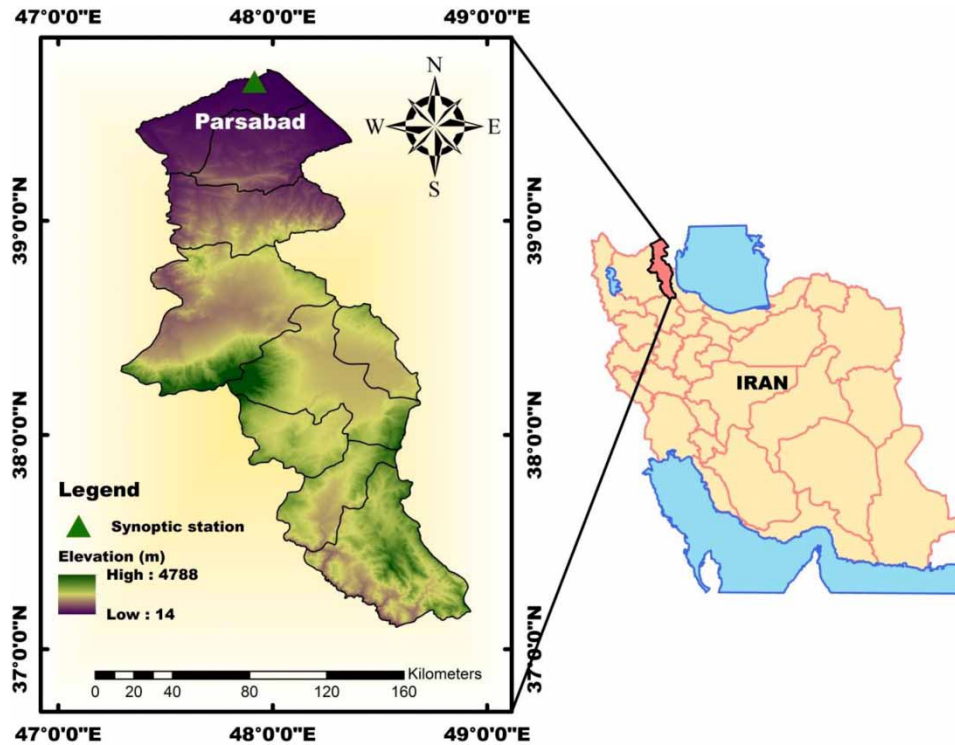 47°0'0"E 48°0'0"E 49°0'0"E
N
W E
S
Parsabad
39°0'0"N
39°0'0"N
38°0'0"N
38°0'0"N
37°0'0"N
37°0'0"N
IRAN
Legend
Synoptic station
Elevation (m)
High : 4788
Low : 14
Kilometers
0 20 40 80 120 160
47°0'0"E 48°0'0"E 49°0'0"E